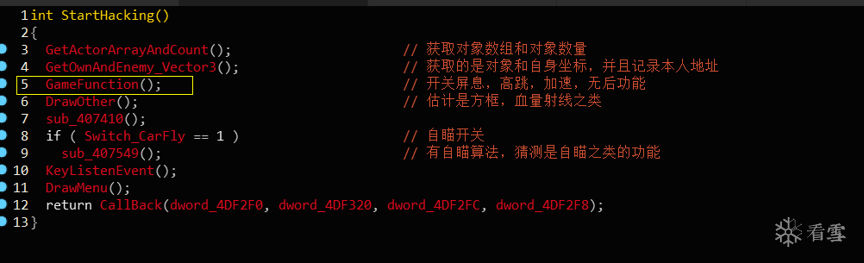 1int StartHacking()
2{
3 GetActorArrayAndCount(); // 获取对象数组和对象数量
4 GetOwnAndEnemy_Vector3(); // 获取的是对象和自身坐标，并且记录本人地址
5 GameFunction(); // 开关屏息，高跳，加速，无后功能
6 DrawOther(); // 估计是方框，血量射线之类
7 sub_407410();
8 if ( Switch_CarFly == 1 ) // 自瞄开关
9 sub_407549(); // 有自瞄算法，猜测是自瞄之类的功能
10 KeyListenEvent();
11 DrawMenu();
12 return CallBack(dword_4DF2F0, dword_4DF320, dword_4DF2FC, dword_4DF2F8);
13}
看雪